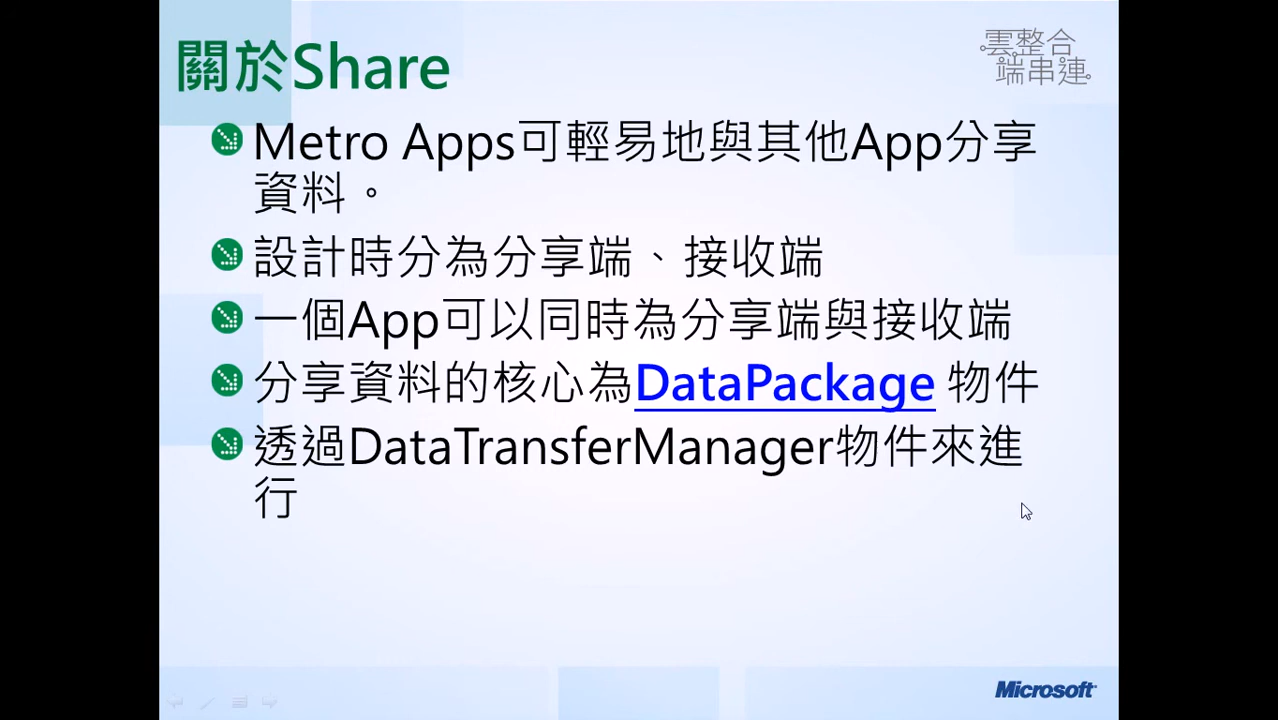 關於Share
雲整合
端串連
Metro Apps可輕易地與其他App分享
資料。
設計時分為分享端、接收端
一個App可以同時為分享端與接收端
分享資料的核心為DataPackage 物件
透過DataTransferManager物件來進
行
Microsoft